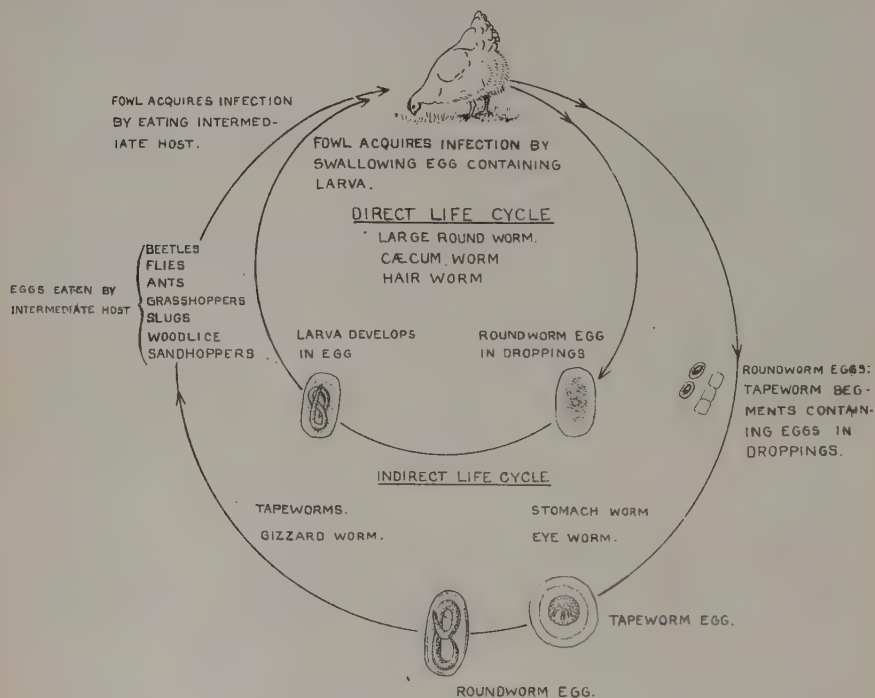 FOWL ACQUIRES INFECTION
BY EATING INTERMED-
IATE HOST.
FOWL ACQUIRES INFECTION BY
SWALLOWING EGG CONTAINING
LARVA.
DIRECT LIFE CYCLE
LARGE ROUND WORM.
CÆCUM WORM
HAIR WORM
EGGS EATEN BY
INTERMEDIATE HOST
BEETLES
FLIES
ANTS
GRASSHOPPERS
SLUGS
WOODLICE
SANDHOPPERS
LARVA DEVELOPS
IN EGG
ROUNDWORM EGG
IN DROPPINGS
ROUNDWORM EGGS:
TAPEWORM SEG-
MENTS CONTAIN-
ING EGGS IN
DROPPINGS.
INDIRECT LIFE CYCLE
TAPEWORMS.
GIZZARD WORM.
STOMACH WORM
EYE WORM.
TAPEWORM EGG.
ROUNDWORM EGG.